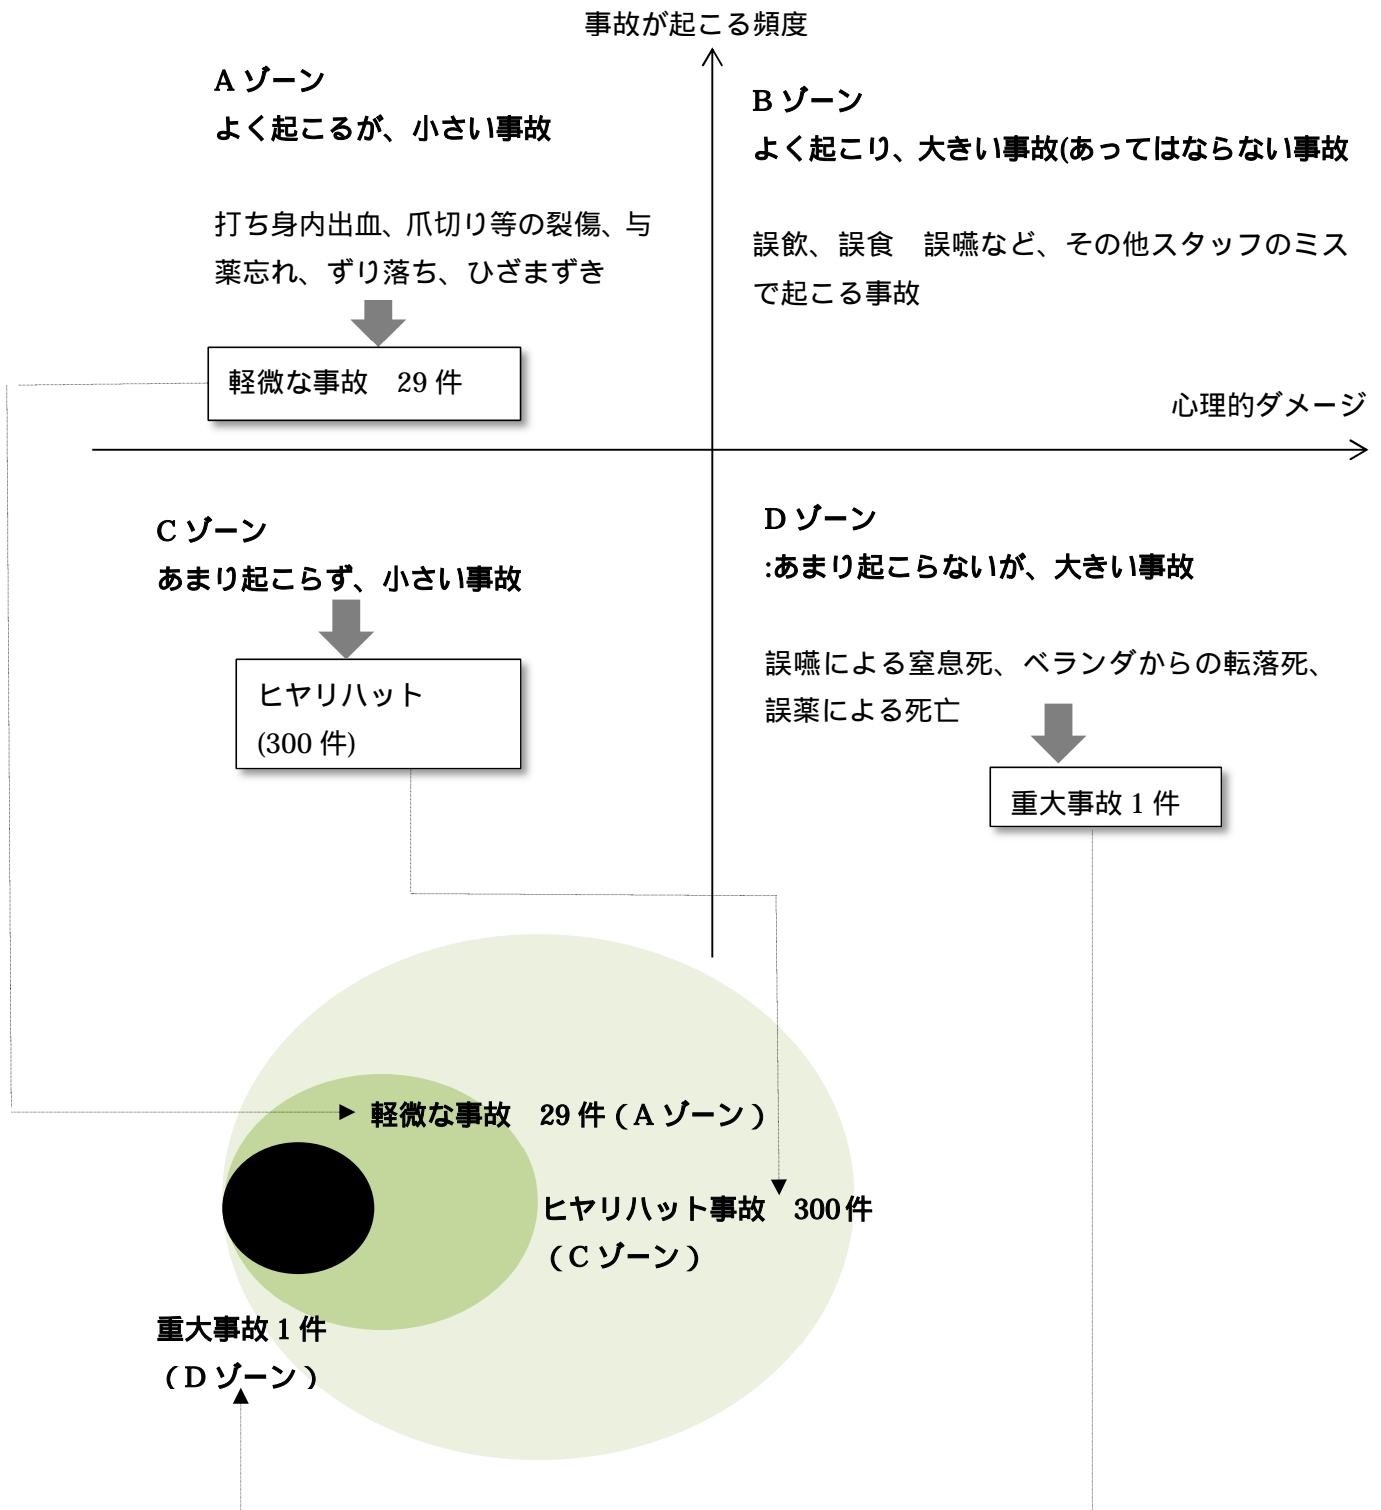 事故が起こる頻度
A ゾーン
よく起こるが、小さい事故
打ち身内出血、爪切り等の裂傷、与
薬忘れ、ずり落ち、ひざまずき
軽微な事故　29 件
B ゾーン
よく起こり、大きい事故(あってはならない事故
誤飲、誤食　誤嚥など、その他スタッフのミス
で起こる事故
心理的ダメージ
C ゾーン
あまり起こらず、小さい事故
ヒヤリハット
(300 件)
D ゾーン
:あまり起こらないが、大きい事故
誤嚥による窒息死、ベランダからの転落死、
誤薬による死亡
重大事故 1 件
軽微な事故　29 件（A ゾーン）
ヒヤリハット事故　300 件
（C ゾーン）
重大事故 1 件
（D ゾーン）